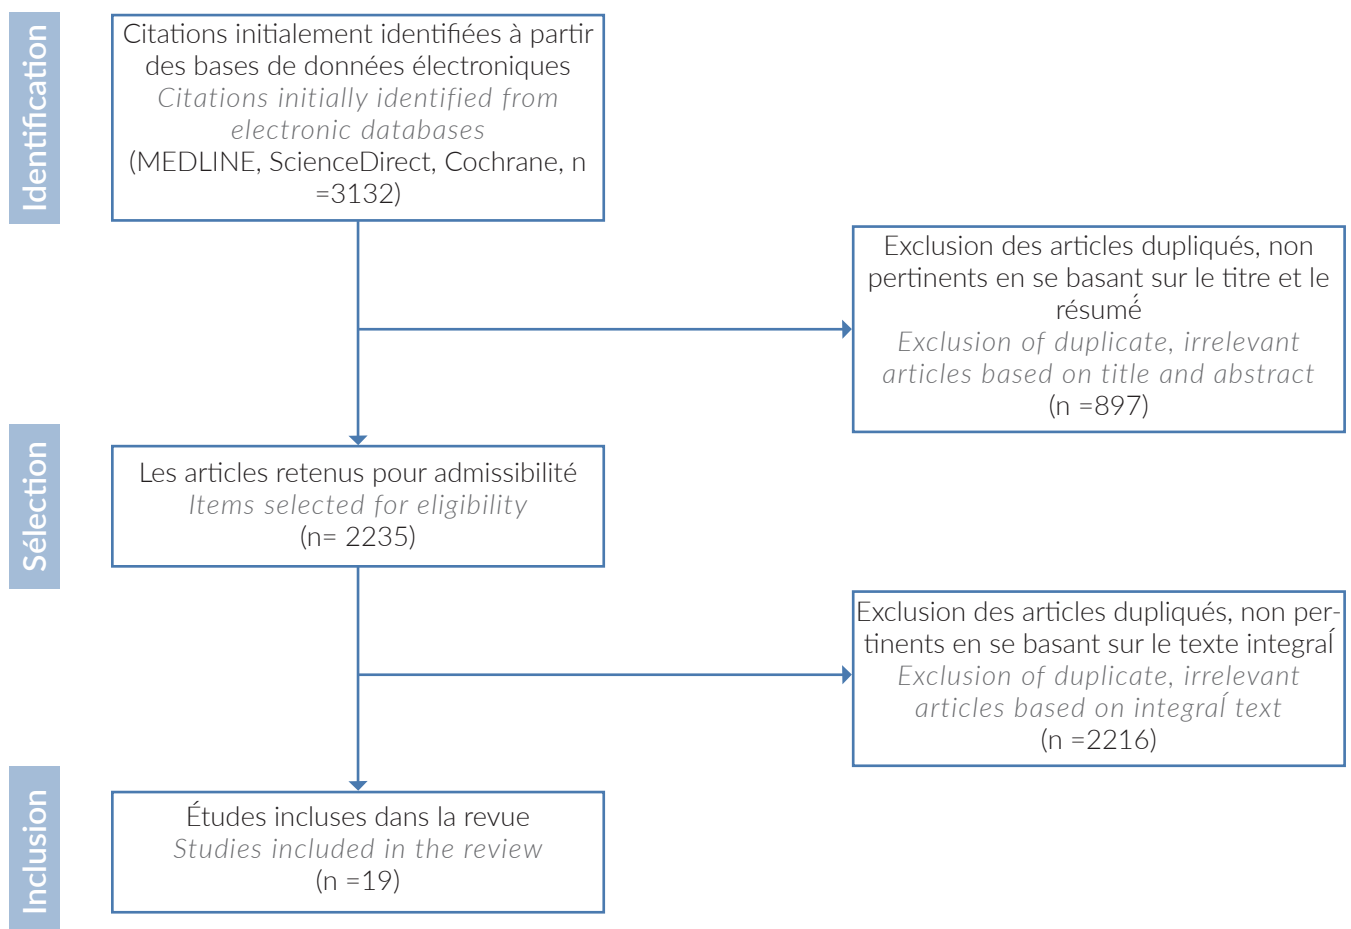 Identification
Citations initialement identifiées à partir
des bases de données électroniques
Citations initially identified from
electronic databases
(MEDLINE, ScienceDirect, Cochrane, n
=3132)
Exclusion des articles dupliqués, non
pertinents en se basant sur le titre et le
résumé́
Exclusion of duplicate, irrelevant
articles based on title and abstract
(n =897)
Sélection
Les articles retenus pour admissibilité
Items selected for eligibility
(n= 2235)
Exclusion des articles dupliqués, non per-
tinents en se basant sur le texte integraĺ
Exclusion of duplicate, irrelevant
articles based on integraĺ text
(n =2216)
Inclusion
Études incluses dans la revue
Studies included in the review
(n =19)